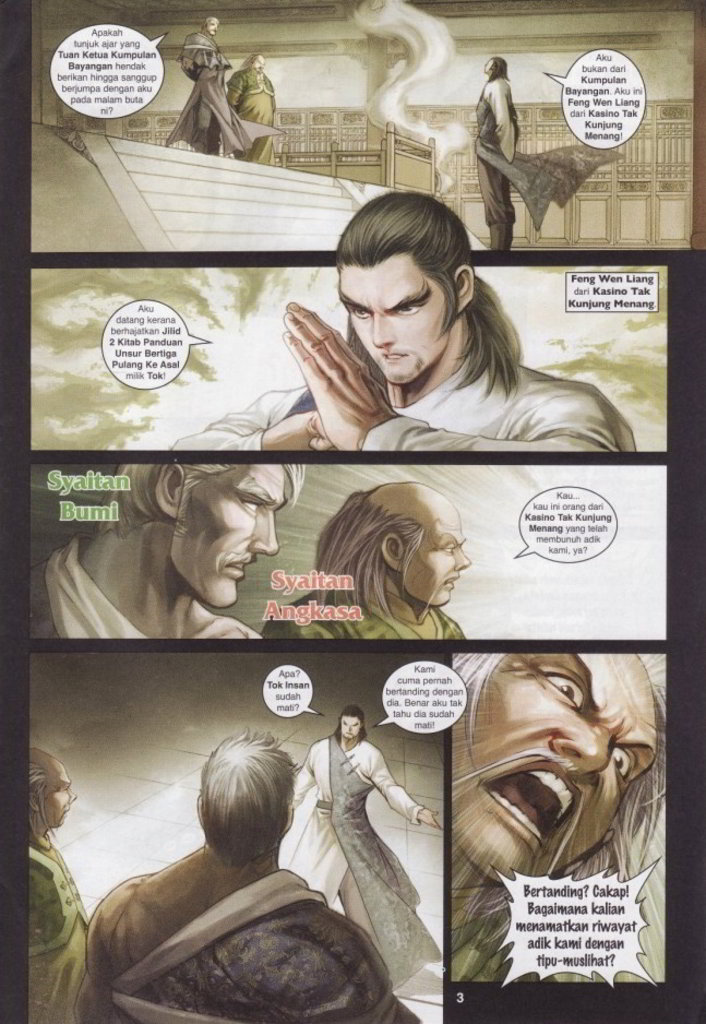 Apakah
tunjuk ajar yang
Tuan Ketua Kumpulan
Bayangan hendak
berikan hingga sanggup
berjumpa dengan aku
pada malam buta
ni?
Aku
bukan dari
Kumpulan
Bayangan. Aku ini
Feng Wen Liang
dari Kasino Tak
Kunjung
Menang!
Feng Wen Liang
dari Kasino Tak
Kunjung Menang.
Aku
datang kerana
berhajatkan Jilid
2 Kitab Panduan
Unsur Bertiga
Pulang Ke Asal
milik Tok!
Syaitan
Bumi
Syaitan
Angkasa
Kau...
kau ini orang dari
Kasino Tak Kunjung
Menang yang telah
membunuh adik
kami, ya?
Apa?
Tok Insan
sudah
mati?
Kami
cuma pernah
bertanding dengan
dia. Benar aku tak
tahu dia sudah
mati!
Bertanding? Cakap!
Bagaimana kalian
menamatkan riwayat
adik kami dengan
tipu-muslihat?
3